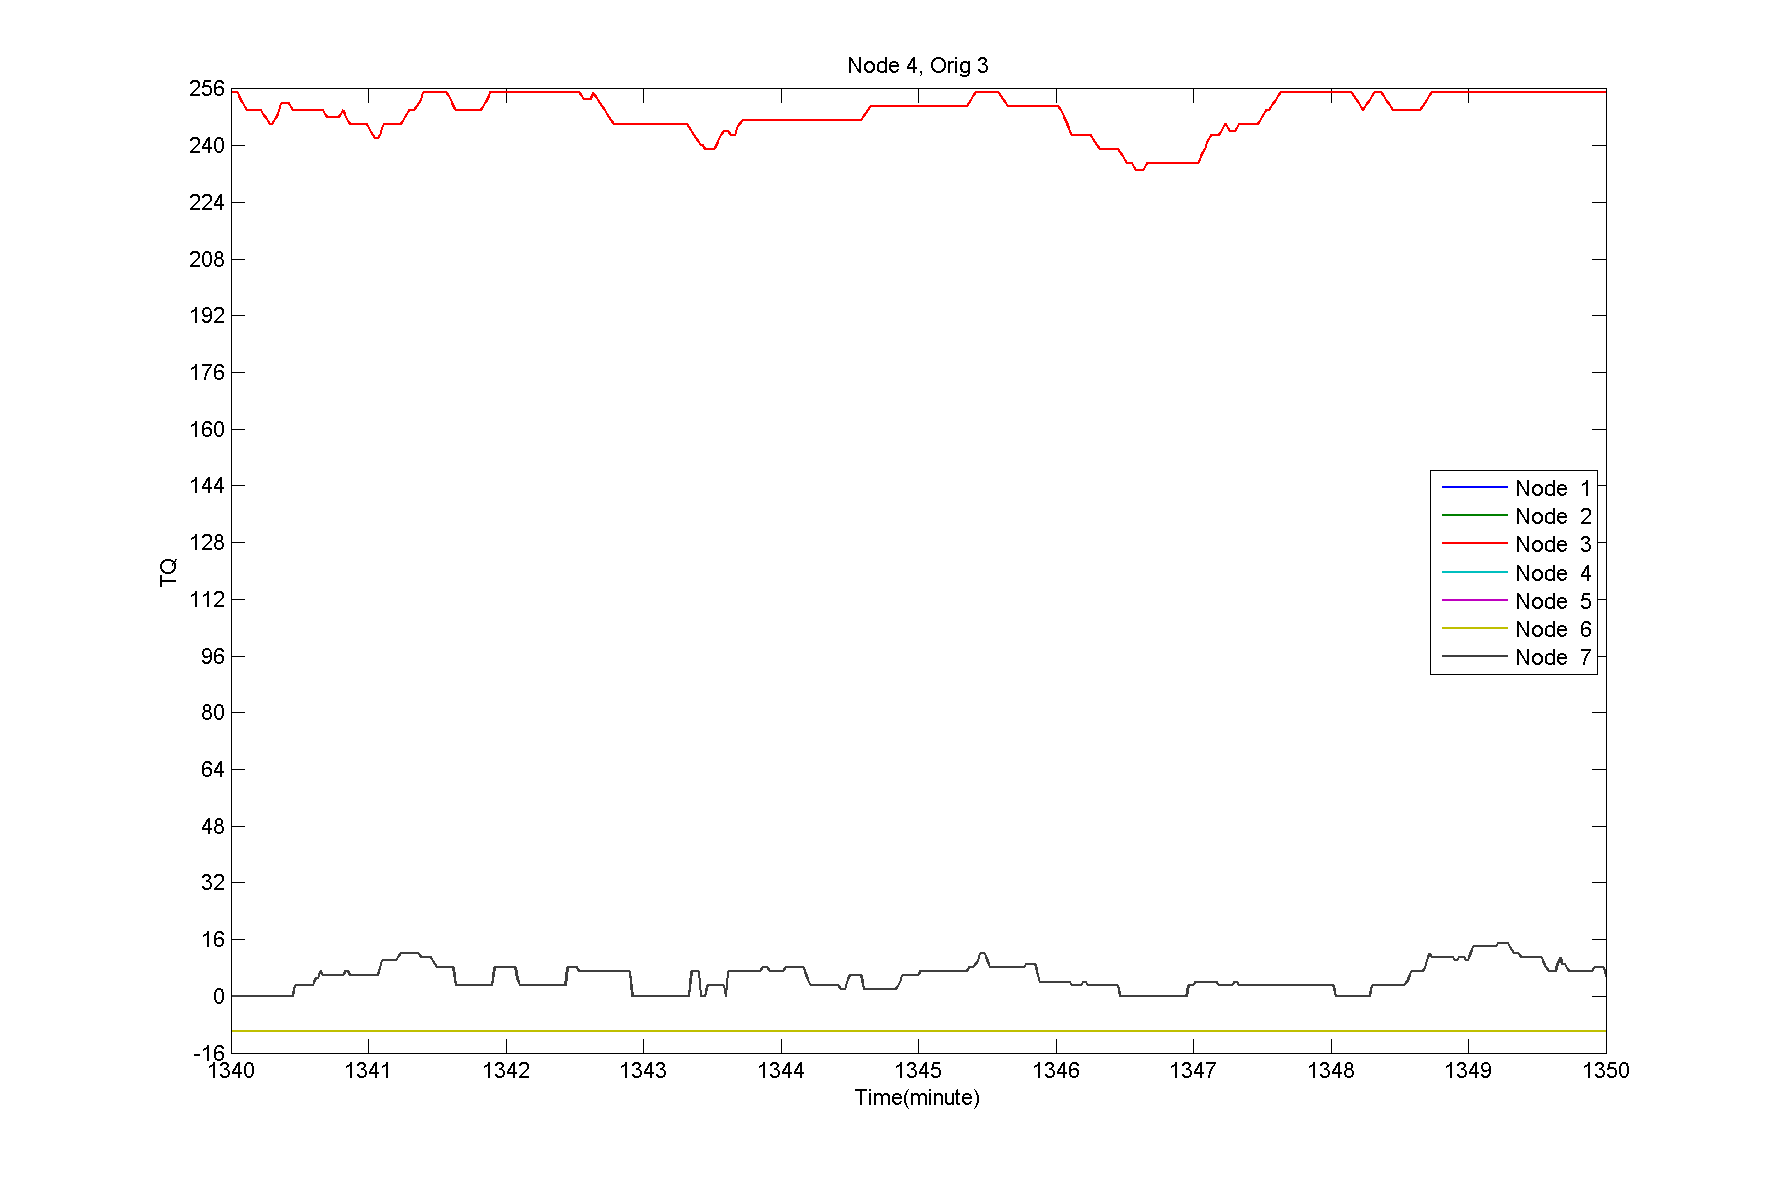 Node 4, Orig 3
256
240
224
208
192
176
160
144
128
112
96
80
64
48
32
16
0
-16
TQ
Node 1
Node 2
Node 3
Node 4
Node 5
Node 6
Node 7
1340 1341 1342 1343 1344 1345 1346 1347 1348 1349 1350
Time(minute)